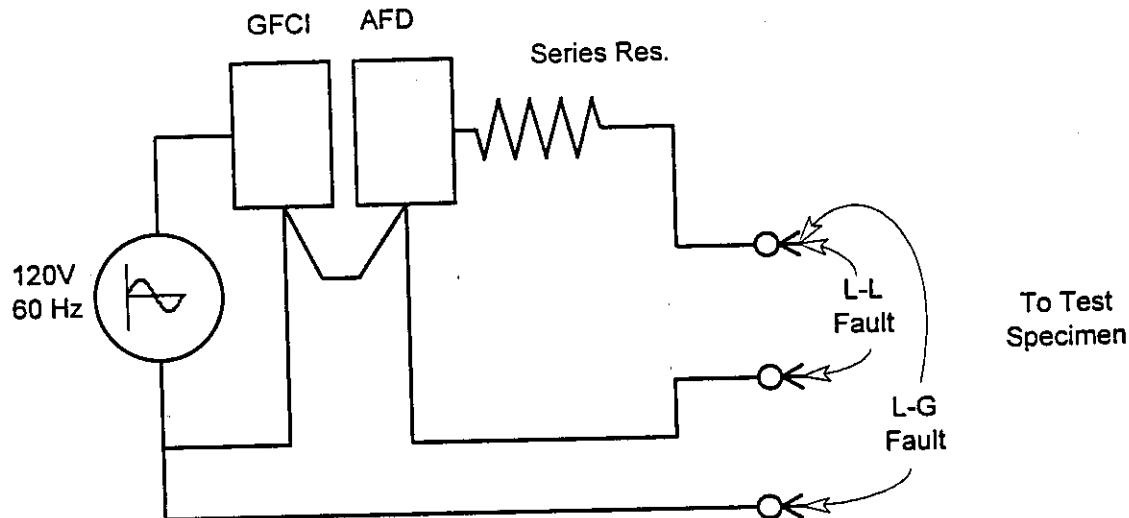 GFCI
AFD
Series Res.
120V
60 Hz
L-L
Fault
To Test
Specimen
L-G
Fault